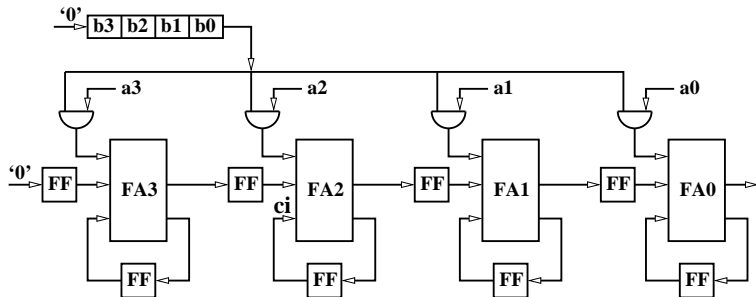 ‘0’
b3 b2 b1 b0
a3 a2 a1 a0
‘0’ FF FA3 FF FA2 FF FA1 FF FA0
ci
FF FF FF FF